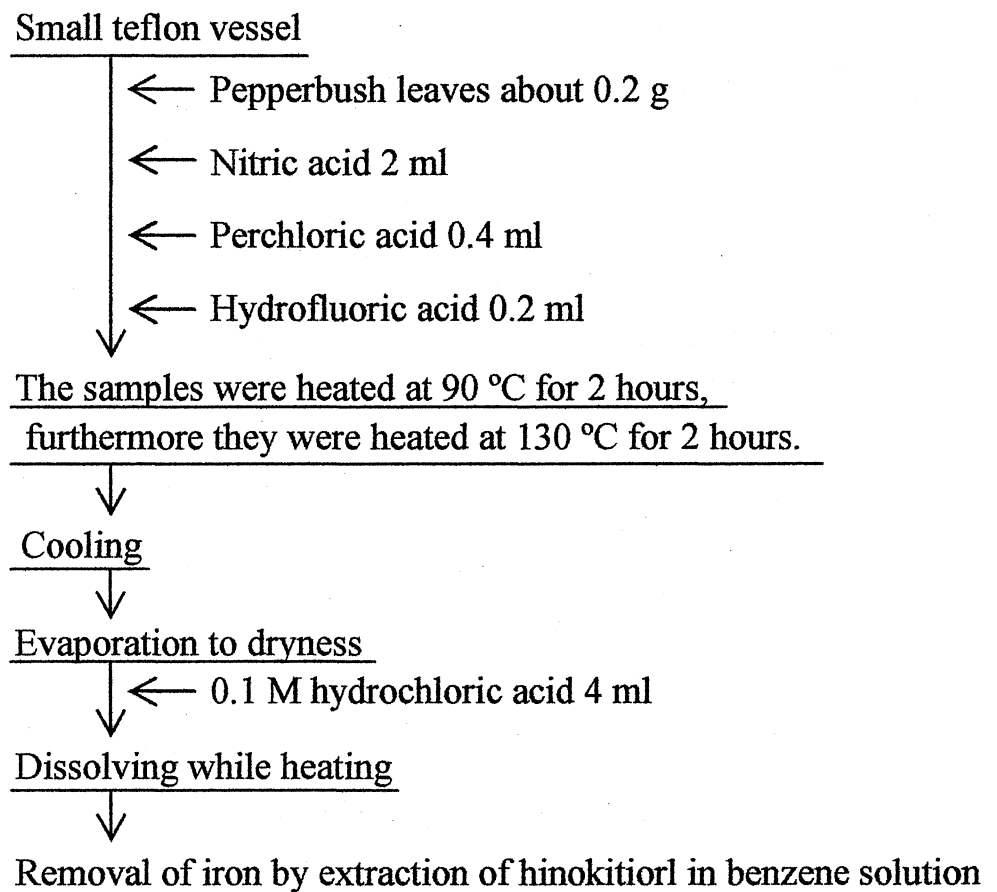 Small teflon vessel
Pepperbush leaves about 0.2 g
Nitric acid 2 ml
Perchloric acid 0.4 ml
Hydrofluoric acid 0.2 ml
The samples were heated at 90 ºC for 2 hours,
furthermore they were heated at 130 ºC for 2 hours.
Cooling
Evaporation to dryness
0.1 M hydrochloric acid 4 ml
Dissolving while heating
Removal of iron by extraction of hinokitiorl in benzene solution